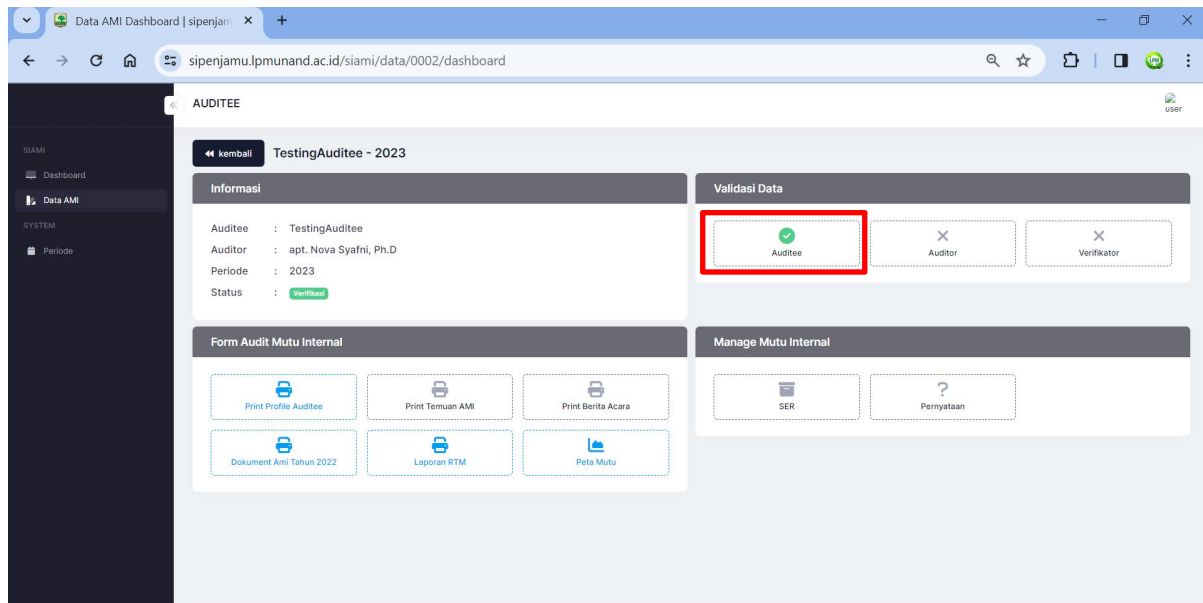 Data AMI Dashboard | sipenjam
sipenjamu.lpmunand.ac.id/siami/data/0002/dashboard
AUDITEE
user
SIAMI
Dashboard
Data AMI
SYSTEM
Periode
kembali
TestingAuditee - 2023
Informasi
Auditee : TestingAuditee
Auditor : apt. Nova Syafni, Ph.D
Periode : 2023
Status : Verifikasi
Validasi Data
Auditee
Auditor
Verifikator
Form Audit Mutu Internal
Print Profile Auditee
Print Temuan AMI
Print Berita Acara
Dokument Ami Tahun 2022
Laporan RTM
Peta Mutu
Manage Mutu Internal
SER
?
Pernyataan